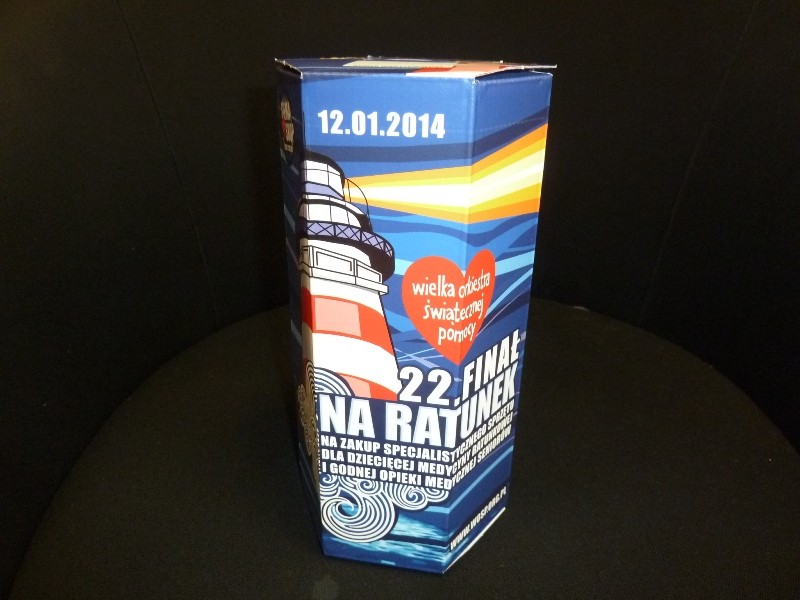 12.01.2014
wielka orkiestra
świątecznej
pomocy
22. FINAŁ
NA RATUNEK
NA ZAKUP SPECJALISTYCZNEGO SPRZĘTU
DLA DZIECIĘCEJ MEDYCYNY RATUNKOWEJ
I GODNEJ OPIEKI MEDYCZNEJ SENIORÓW
WWW.WOSP.ORG.PL